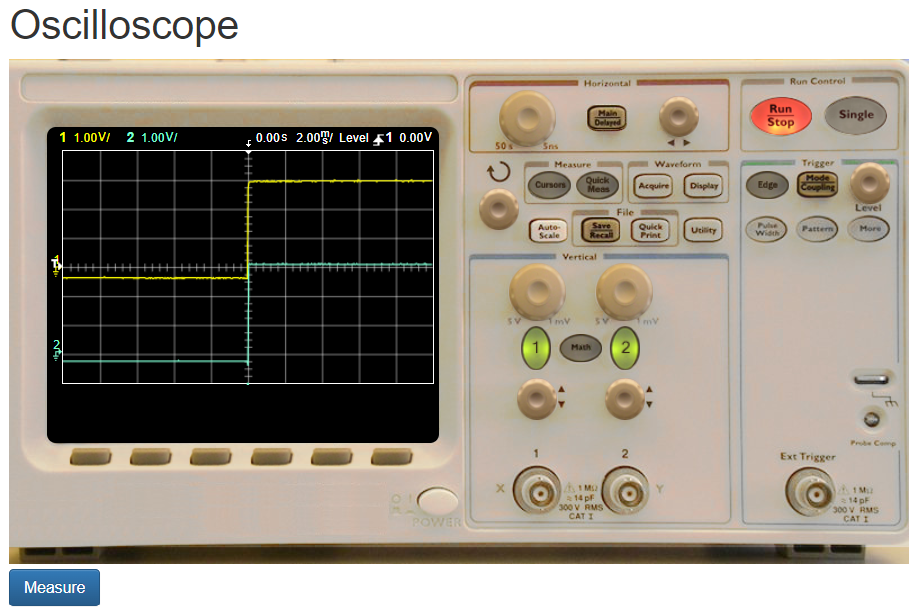 Oscilloscope
1 1.00V/ 2 1.00V/ 0.00s 2.00ms/ Level 1 0.00V
1
2
Horizontal
Main
Delayed
50 s 5ns
Run Control
Run
Stop
Single
Measure
Cursors
Quick
Meas
Waveform
Acquire
Display
Auto-
Scale
File
Save
Recall
Quick
Print
Utility
Trigger
Edge
Mode
Coupling
Level
Pulse
Width
Pattern
More
Vertical
5 V 1 mV 5 V 1 mV
1
Math
2
1
2
X
1 MΩ
≈ 14 pF
300 V RMS
CAT I
Y
Probe Comp
Ext Trigger
1 MΩ
≈ 14 pF
300 V RMS
CAT I
POWER
Measure